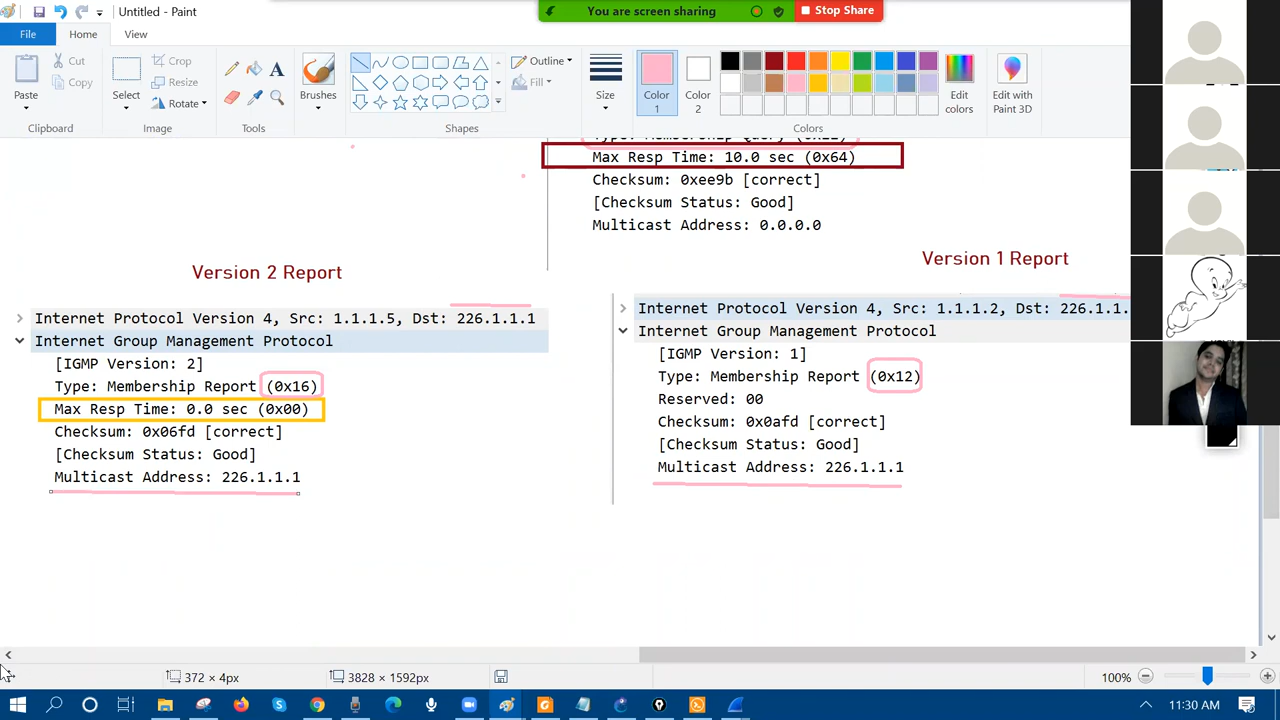 Untitled - Paint
You are screen sharing
Stop Share
File
Home
View
Paste
Cut
Copy
Clipboard
Select
Crop
Resize
Rotate
Image
Tools
Brushes
Shapes
Outline
Fill
Size
Color
1
Color
2
Edit
colors
Edit with
Paint 3D
Colors
Max Resp Time: 10.0 sec (0x64)
Checksum: 0xee9b [correct]
[Checksum Status: Good]
Multicast Address: 0.0.0.0
Version 2 Report
Internet Protocol Version 4, Src: 1.1.1.5, Dst: 226.1.1.1
Internet Group Management Protocol
[IGMP Version: 2]
Type: Membership Report (0x16)
Max Resp Time: 0.0 sec (0x00)
Checksum: 0x06fd [correct]
[Checksum Status: Good]
Multicast Address: 226.1.1.1
Version 1 Report
Internet Protocol Version 4, Src: 1.1.1.2, Dst: 226.1.1.
Internet Group Management Protocol
[IGMP Version: 1]
Type: Membership Report (0x12)
Reserved: 00
Checksum: 0x0afd [correct]
[Checksum Status: Good]
Multicast Address: 226.1.1.1
372 × 4px
3828 × 1592px
100%
11:30 AM